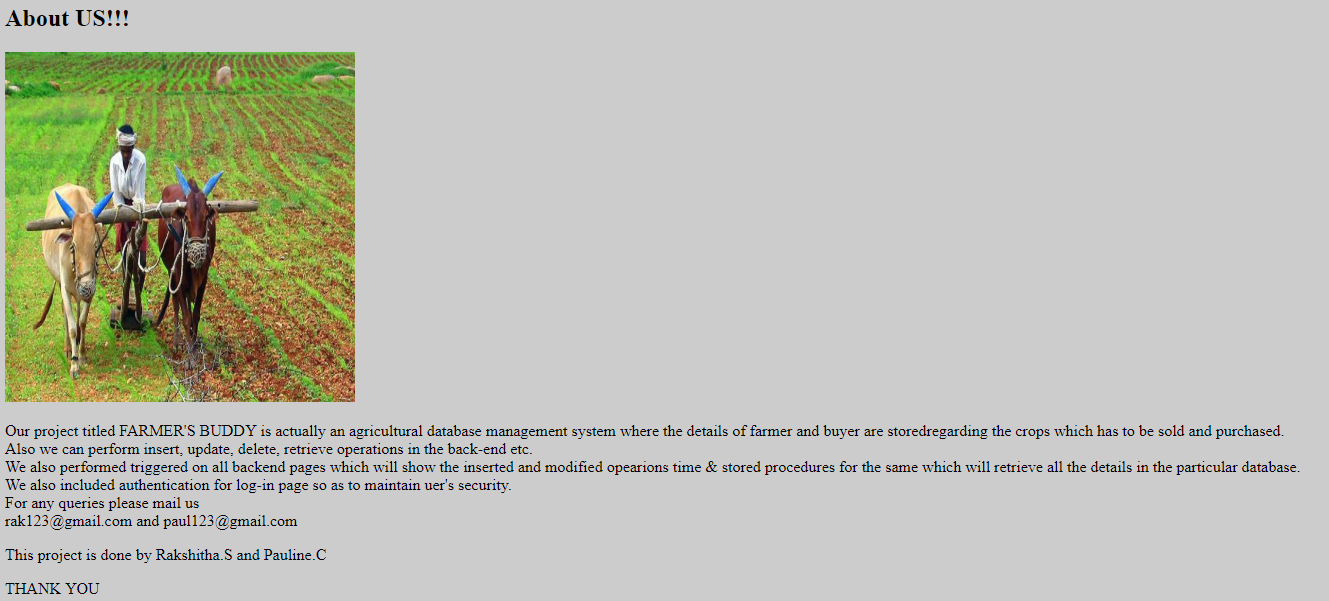 About US!!!
Our project titled FARMER'S BUDDY is actually an agricultural database management system where the details of farmer and buyer are storedregarding the crops which has to be sold and purchased.
Also we can perform insert, update, delete, retrieve operations in the back-end etc.
We also performed triggered on all backend pages which will show the inserted and modified opearions time & stored procedures for the same which will retrieve all the details in the particular database.
We also included authentication for log-in page so as to maintain uer's security.
For any queries please mail us
rak123@gmail.com and paul123@gmail.com
This project is done by Rakshitha.S and Pauline.C
THANK YOU